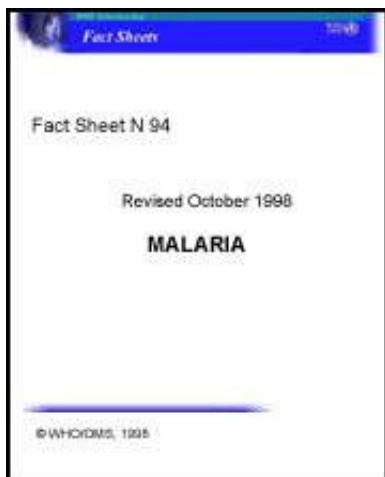 Fact Sheets
Fact Sheet N 94
Revised October 1998
MALARIA
© WHO/OMS, 1998